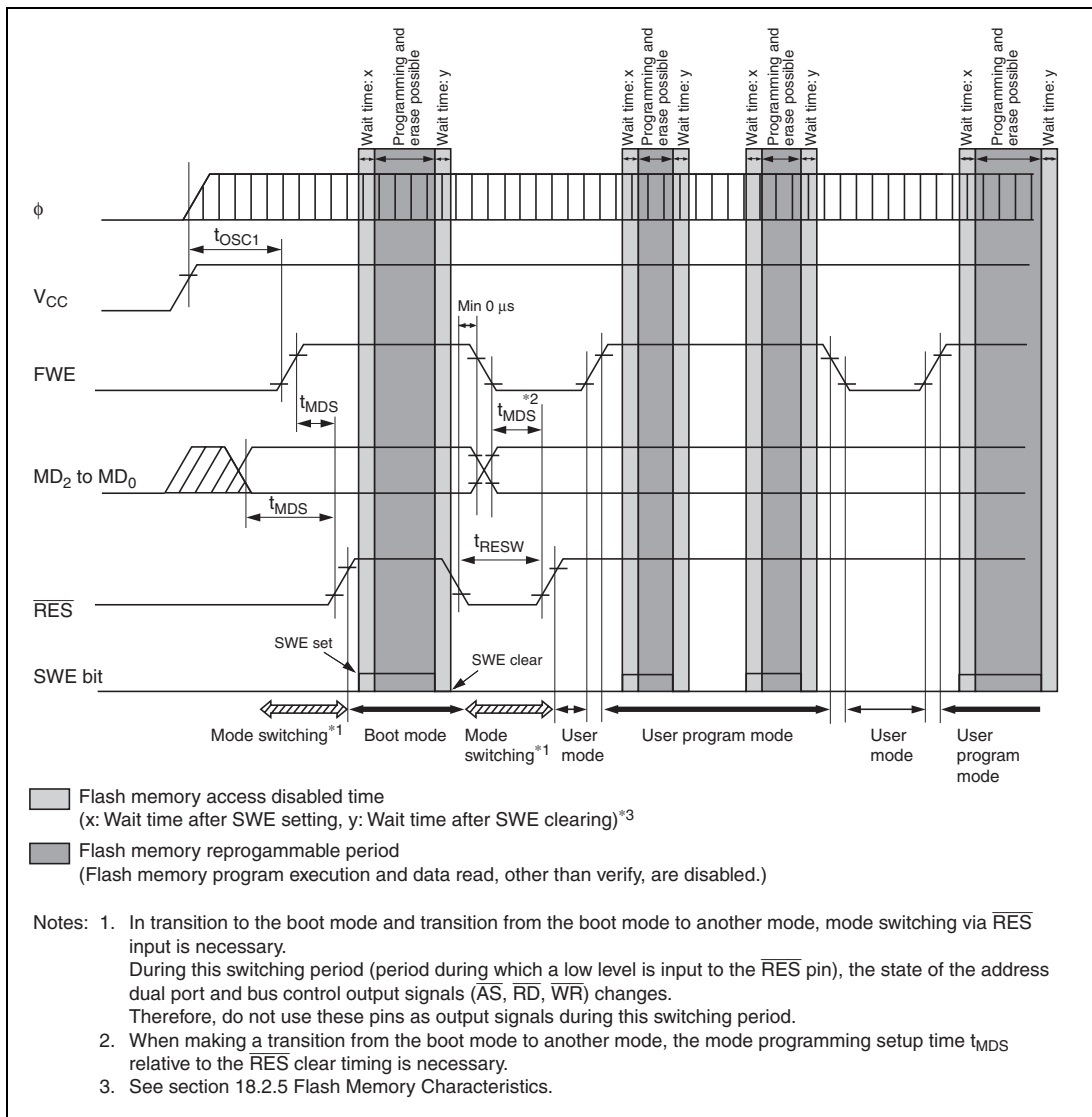 Wait time: x
Programming and
erase possible
Wait time: y
Wait time: x
Programming and
erase possible
Wait time: y
Wait time: x
Programming and
erase possible
Wait time: y
Wait time: x
Programming and
erase possible
Wait time: y
ϕ
tOSC1
VCC
Min 0 μs
FWE
tMDS
tMDS*2
MD2 to MD0
tMDS
tRESW
RES
SWE set
SWE clear
SWE bit
Mode switching*1
Boot mode
Mode
switching*1
User
mode
User program mode
User
mode
User
program
mode
Flash memory access disabled time
(x: Wait time after SWE setting, y: Wait time after SWE clearing)*3
Flash memory reprogammable period
(Flash memory program execution and data read, other than verify, are disabled.)
Notes: 1. In transition to the boot mode and transition from the boot mode to another mode, mode switching via RES
input is necessary.
During this switching period (period during which a low level is input to the RES pin), the state of the address
dual port and bus control output signals (AS, RD, WR) changes.
Therefore, do not use these pins as output signals during this switching period.
2. When making a transition from the boot mode to another mode, the mode programming setup time tMDS
relative to the RES clear timing is necessary.
3. See section 18.2.5 Flash Memory Characteristics.